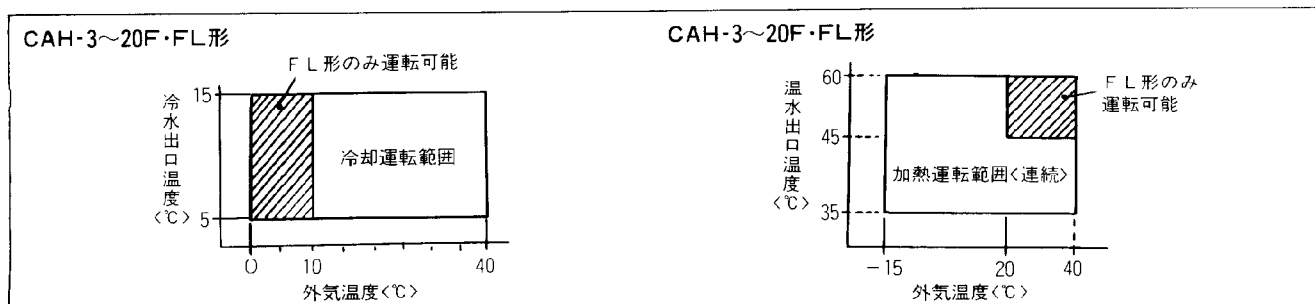 CAH-3～20F・FL形
FL形のみ運転可能
冷水出口温度〈℃〉
15
5
冷却運転範囲
0 10 40
外気温度〈℃〉
CAH-3～20F・FL形
温水出口温度〈℃〉
60
45
35
FL形のみ
運転可能
加熱運転範囲〈連続〉
-15 20 40
外気温度〈℃〉